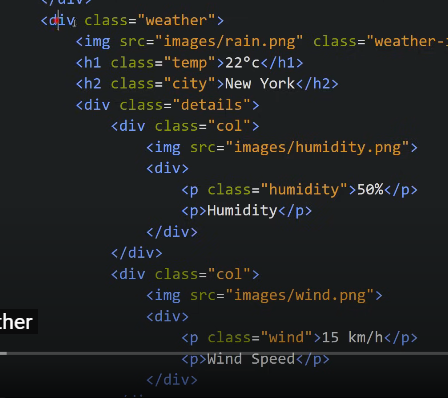 </div>
<div class="weather">
<img src="images/rain.png" class="weather-
<h1 class="temp">22°c</h1>
<h2 class="city">New York</h2>
<div class="details">
<div class="col">
<img src="images/humidity.png">
<div>
<p class="humidity">50%</p>
<p>Humidity</p>
</div>
</div>
<div class="col">
<img src="images/wind.png">
<div>
ther
<p class="wind">15 km/h</p>
<p>Wind Speed</p>
</div>